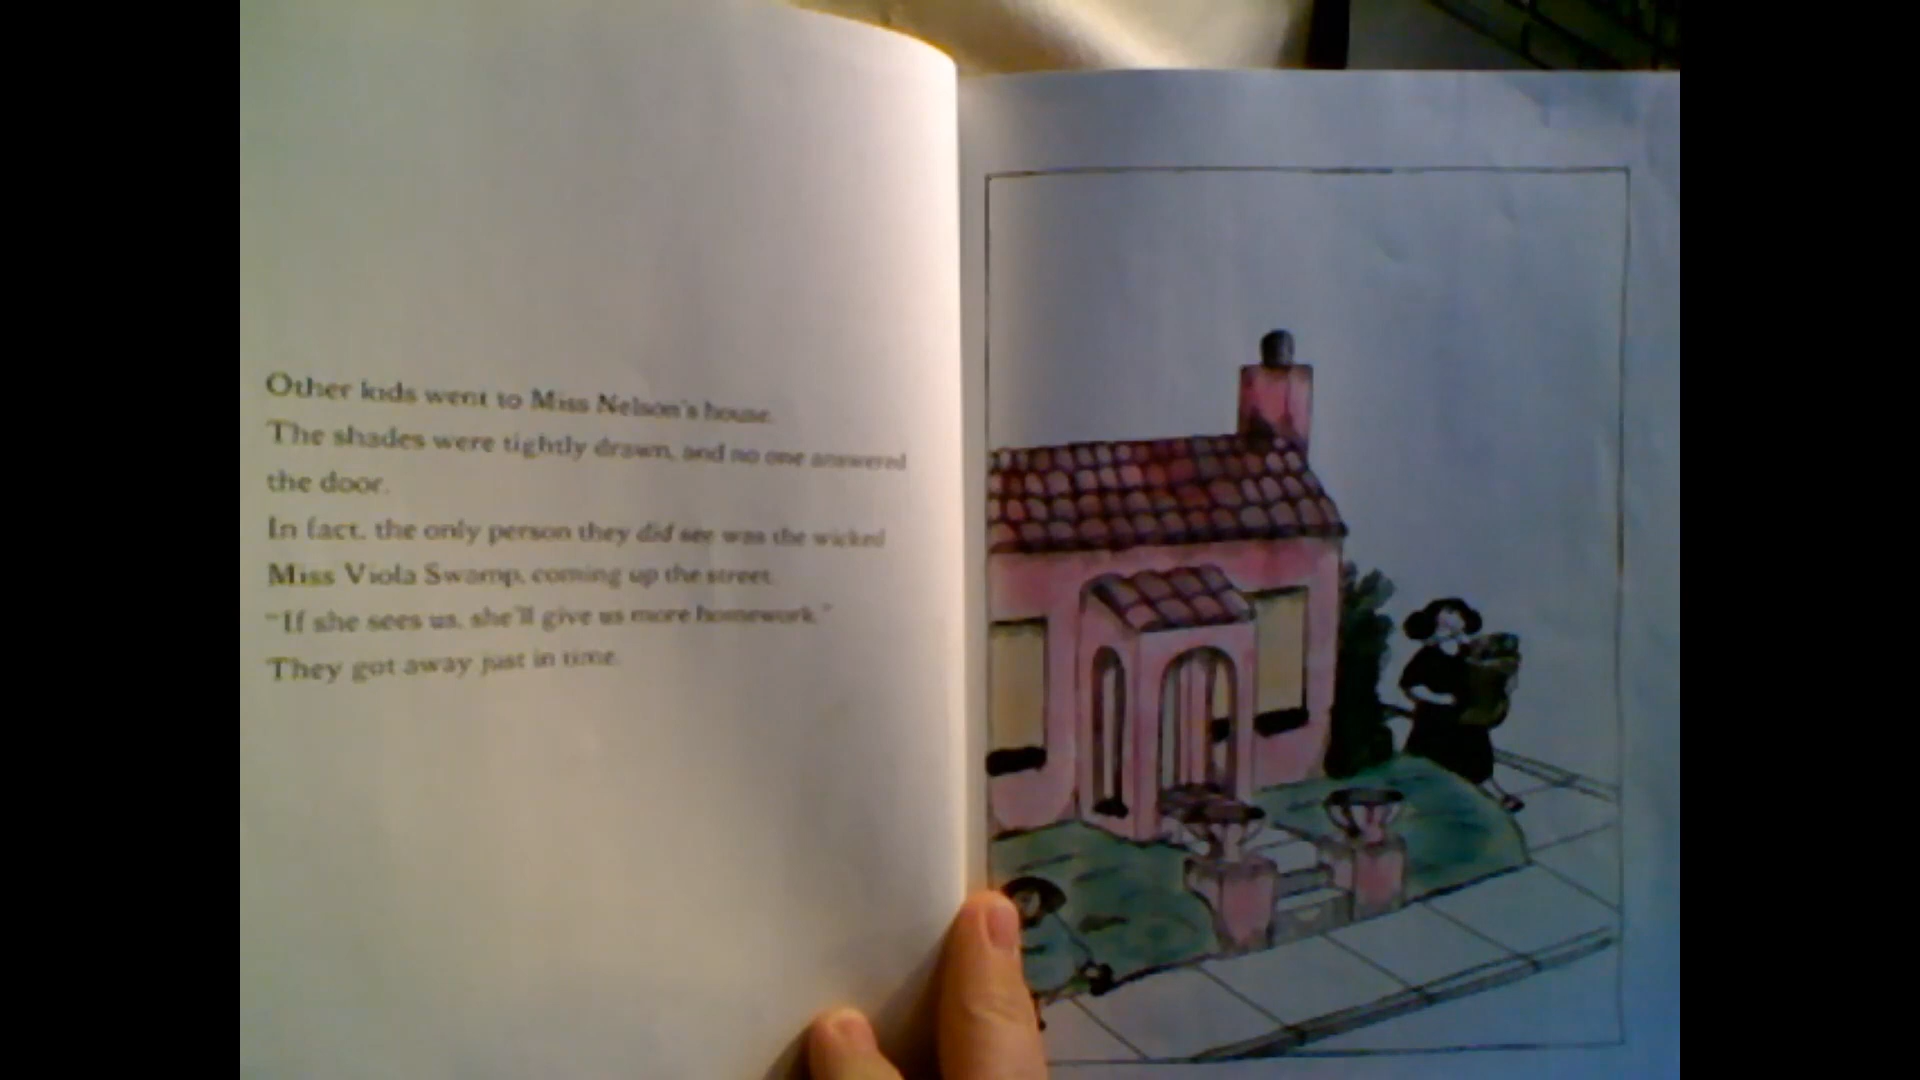 Other kids went to Miss Nelson's house.
The shades were tightly drawn, and no one answered
the door.
In fact, the only person they did see was the wicked
Miss Viola Swamp, coming up the street.
"If she sees us, she'll give us more homework."
They got away just in time.